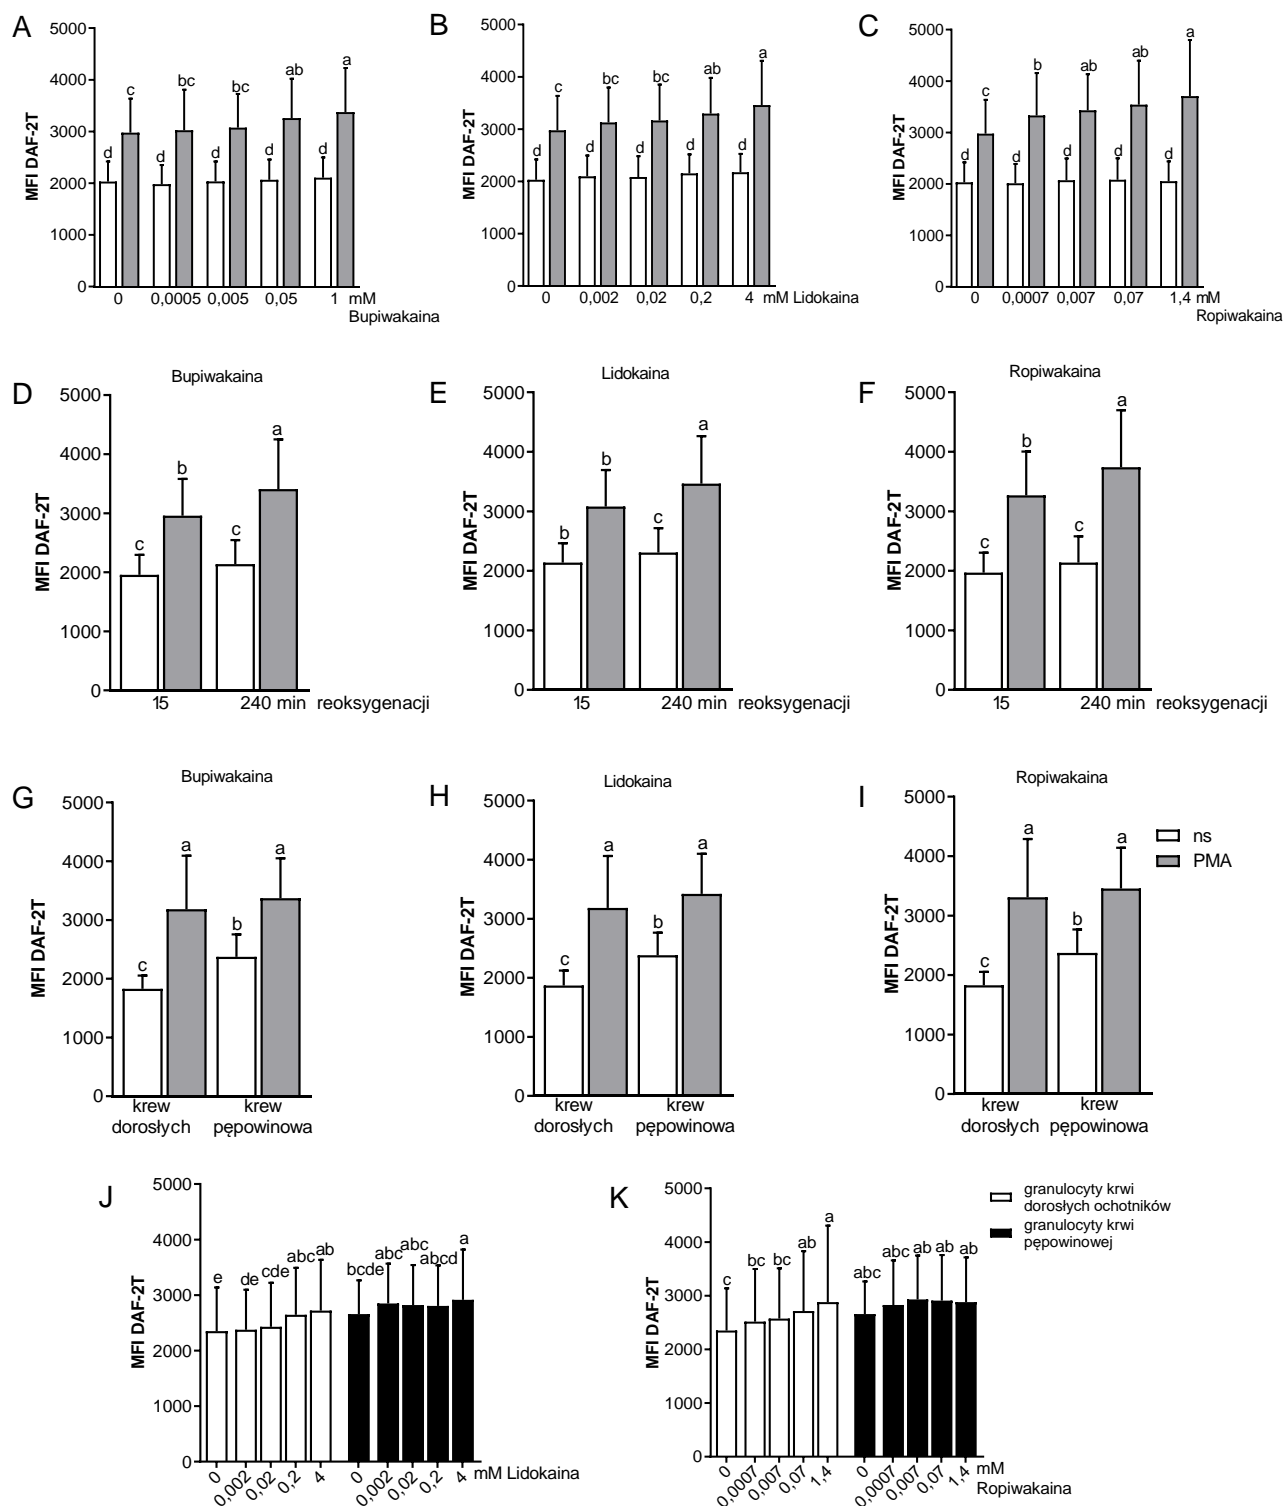 A
MFI DAF-2T
5000
4000
3000
2000
1000
0
d c d bc d bc d ab d a
0 0,0005 0,005 0,05 1 mM
Bupiwakaina
B
MFI DAF-2T
5000
4000
3000
2000
1000
0
d c d bc d bc d ab d a
0 0,002 0,02 0,2 4 mM Lidokaina
C
MFI DAF-2T
5000
4000
3000
2000
1000
0
d c d b d ab d ab d a
0 0,0007 0,007 0,07 1,4 mM
Ropiwakaina
D
Bupiwakaina
MFI DAF-2T
5000
4000
3000
2000
1000
0
c b c a
15 240 min reoksygenacji
E
Lidokaina
MFI DAF-2T
5000
4000
3000
2000
1000
0
b b c a
15 240 min reoksygenacji
F
Ropiwakaina
MFI DAF-2T
5000
4000
3000
2000
1000
0
c b c a
15 240 min reoksygenacji
G
Bupiwakaina
MFI DAF-2T
5000
4000
3000
2000
1000
0
c a b a
krew krew
dorosłych pępowinowa
H
Lidokaina
MFI DAF-2T
5000
4000
3000
2000
1000
0
c a b a
krew krew
dorosłych pępowinowa
I
Ropiwakaina
MFI DAF-2T
5000
4000
3000
2000
1000
0
c a b a
krew krew
dorosłych pępowinowa
ns
PMA
J
MFI DAF-2T
5000
4000
3000
2000
1000
0
e de cde abc ab bcde abc abc abcd a
0 0,002 0,02 0,2 4 0 0,002 0,02 0,2 4 mM Lidokaina
K
MFI DAF-2T
5000
4000
3000
2000
1000
0
c bc bc ab a abc abc ab ab ab
0 0,0007 0,007 0,07 1,4 0 0,0007 0,007 0,07 1,4 mM
Ropiwakaina
granulocyty krwi
dorosłych ochotników
granulocyty krwi
pępowinowej